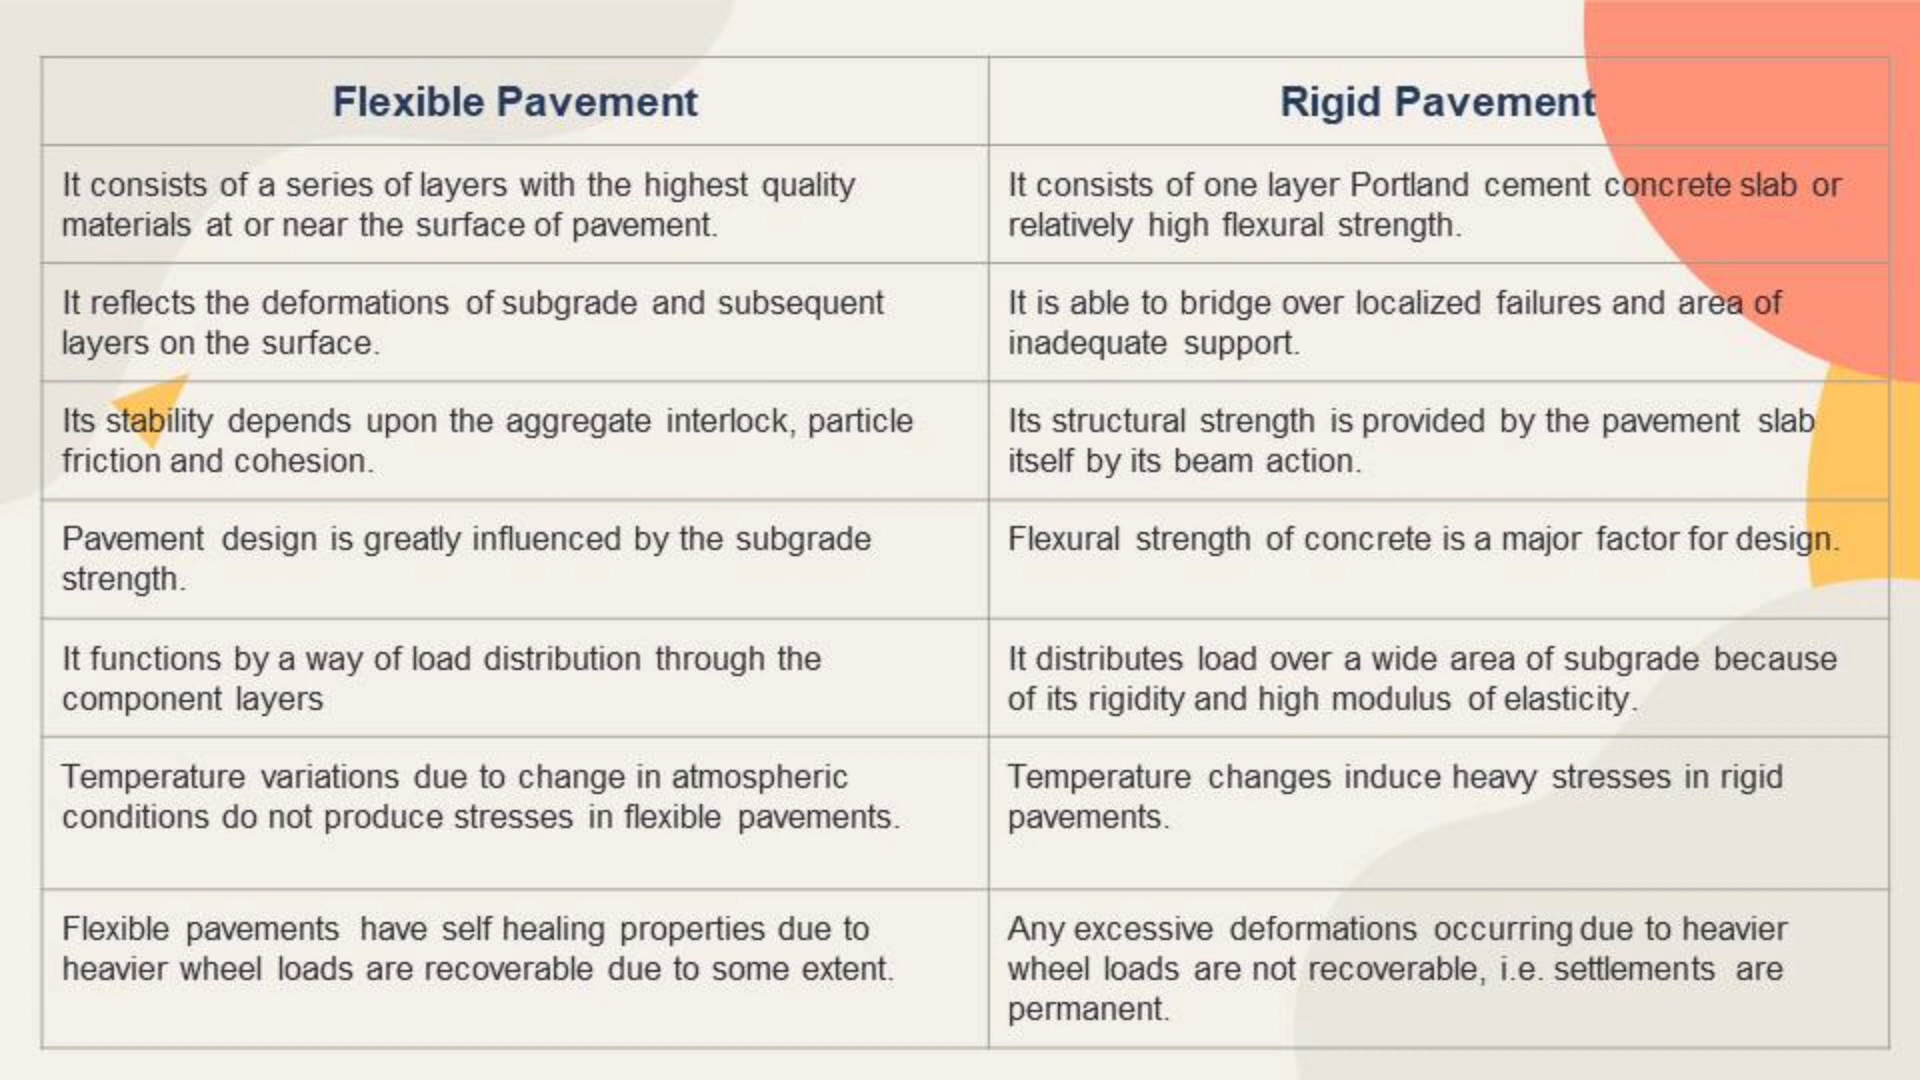 Flexible Pavement
Rigid Pavement
It consists of a series of layers with the highest quality
materials at or near the surface of pavement.
It consists of one layer Portland cement concrete slab or
relatively high flexural strength.
It reflects the deformations of subgrade and subsequent
layers on the surface.
It is able to bridge over localized failures and area of
inadequate support.
Its stability depends upon the aggregate interlock, particle
friction and cohesion.
Its structural strength is provided by the pavement slab
itself by its beam action.
Pavement design is greatly influenced by the subgrade
strength.
Flexural strength of concrete is a major factor for design.
It functions by a way of load distribution through the
component layers
It distributes load over a wide area of subgrade because
of its rigidity and high modulus of elasticity.
Temperature variations due to change in atmospheric
conditions do not produce stresses in flexible pavements.
Temperature changes induce heavy stresses in rigid
pavements.
Flexible pavements have self healing properties due to
heavier wheel loads are recoverable due to some extent.
Any excessive deformations occurring due to heavier
wheel loads are not recoverable, i.e. settlements are
permanent.